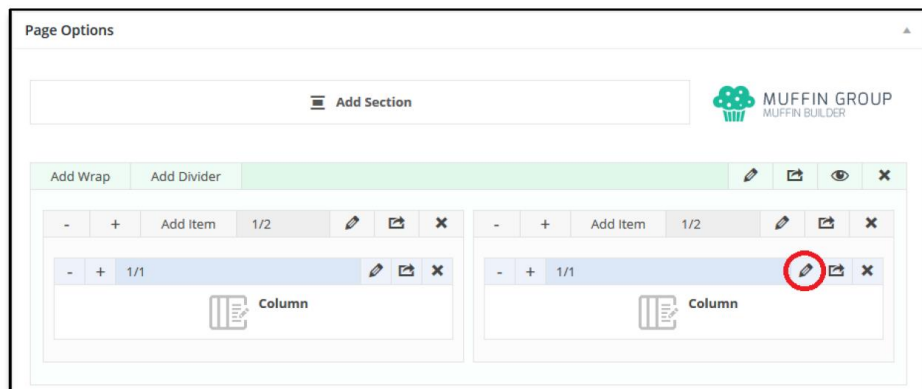 Page Options
Add Section
MUFFIN GROUP
MUFFIN BUILDER
Add Wrap Add Divider
- + Add Item 1/2 - + Add Item 1/2
- + 1/1 - + 1/1
Column Column